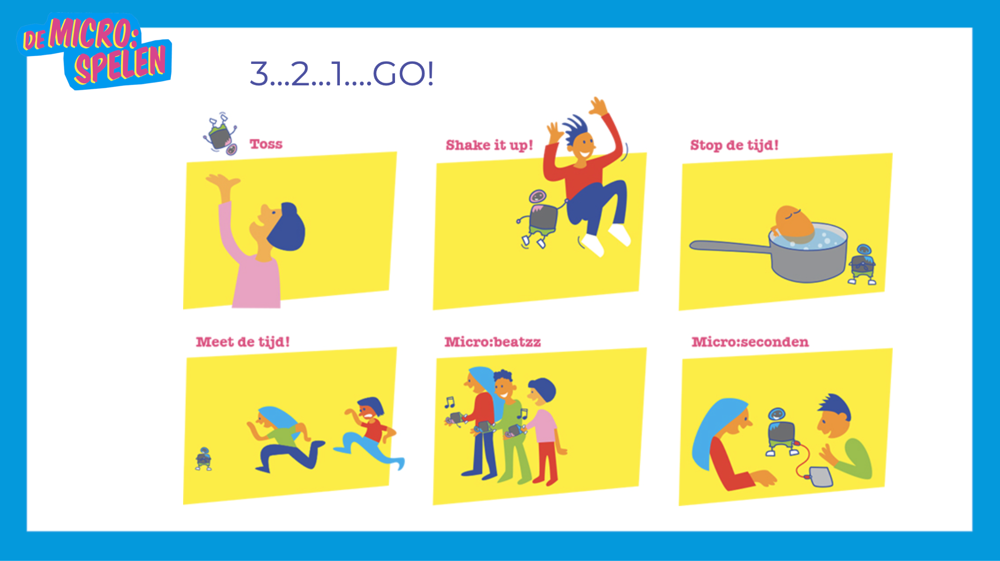 DE MICRO:
SPELEN
3...2...1....GO!
Toss
Shake it up!
Stop de tijd!
Meet de tijd!
Micro:beatzz
Micro:seconden